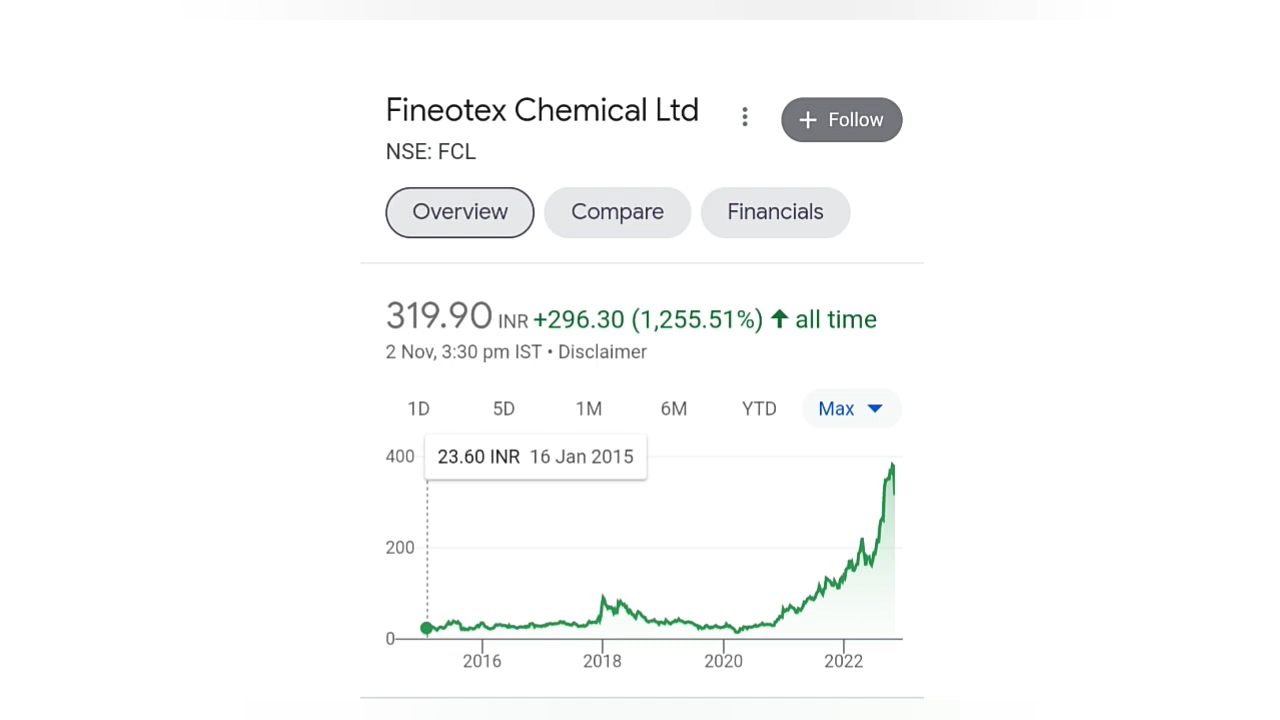 Fineotex Chemical Ltd
+ Follow
NSE: FCL
Overview Compare Financials
319.90 INR +296.30 (1,255.51%) ↑ all time
2 Nov, 3:30 pm IST • Disclaimer
1D 5D 1M 6M YTD Max
23.60 INR 16 Jan 2015
400
200
0
2016 2018 2020 2022